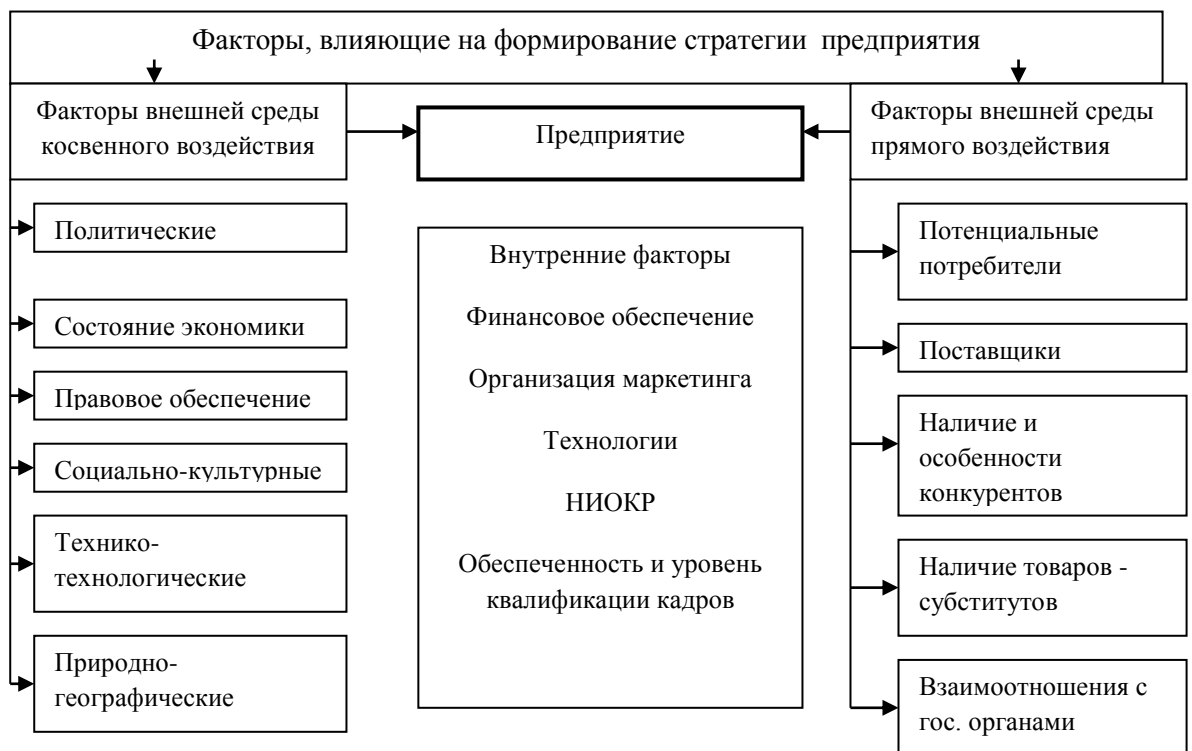 Факторы, влияющие на формирование стратегии предприятия
Факторы внешней среды
косвенного воздействия
Предприятие
Факторы внешней среды
прямого воздействия
Политические
Состояние экономики
Правовое обеспечение
Социально-культурные
Технико-
технологические
Природно-
географические
Внутренние факторы
Финансовое обеспечение
Организация маркетинга
Технологии
НИОКР
Обеспеченность и уровень
квалификации кадров
Потенциальные
потребители
Поставщики
Наличие и
особенности
конкурентов
Наличие товаров -
субститутов
Взаимоотношения с
гос. органами